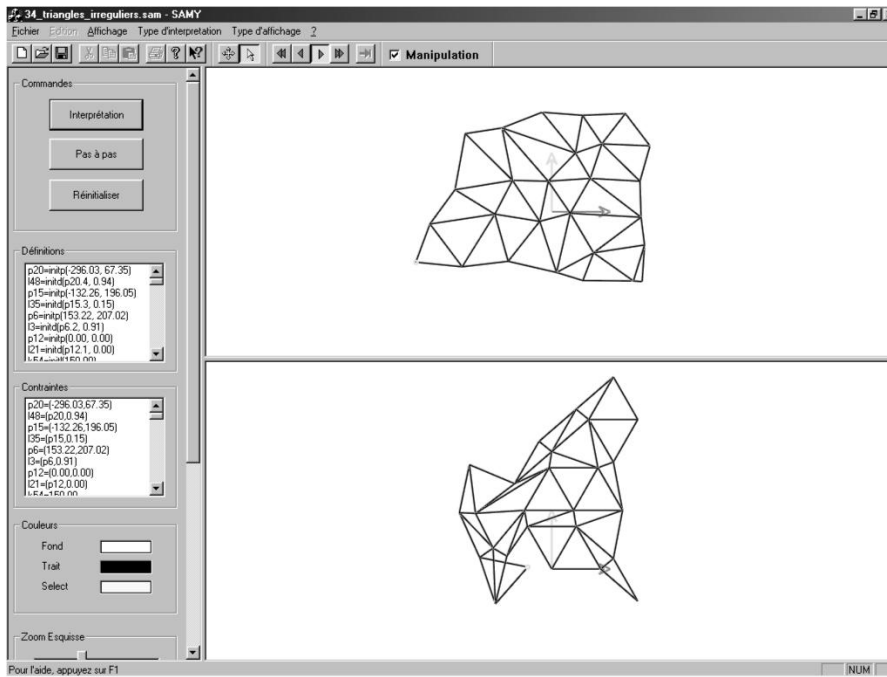 34_triangles_irreguliers.sam - SAMY
Fichier Edition Affichage Type d'interpretation Type d'affichage ?
Manipulation
Commandes
Interprétation
Pas à pas
Réinitialiser
Définitions
p20=initp(-296.03, 67.35)
l48=initd(p20.4, 0.94)
p15=initp(-132.26, 196.05)
l35=initd(p15.3, 0.15)
p6=initp(153.22, 207.02)
l3=initd(p6.2, 0.91)
p12=initp(0.00, 0.00)
l21=initd(p12.1, 0.00)
Contraintes
p20=(-296.03,67.35)
l48=(p20,0.94)
p15=(-132.26,196.05)
l35=(p15,0.15)
p6=(153.22,207.02)
l3=(p6,0.91)
p12=(0.00,0.00)
l21=(p12,0.00)
Couleurs
Fond
Trait
Select
Zoom Esquisse
Pour l'aide, appuyez sur F1
NUM